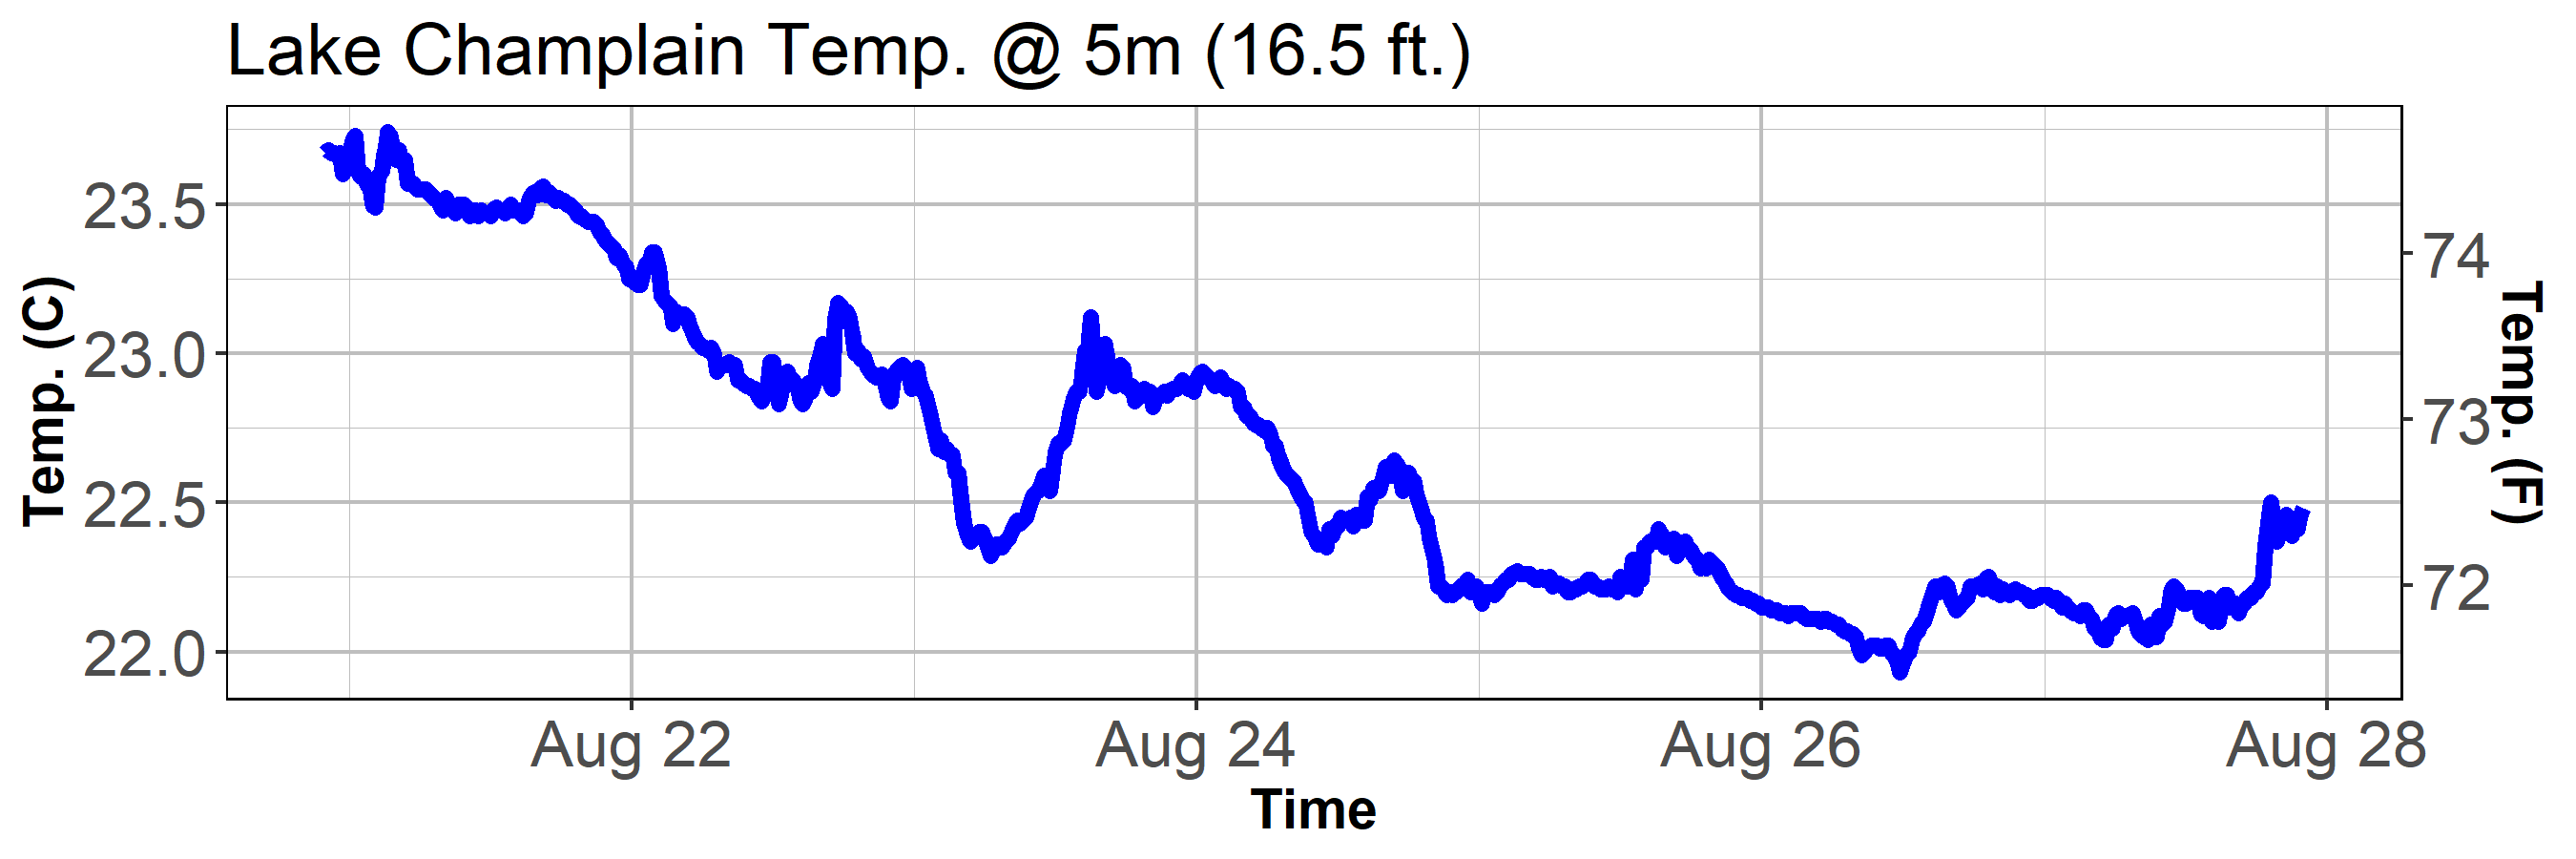 Lake Champlain Temp. @ 5m (16.5 ft.)
Temp. (C)
23.5
23.0
22.5
22.0
74
73
72
Temp. (F)
Aug 22
Aug 24
Aug 26
Aug 28
Time